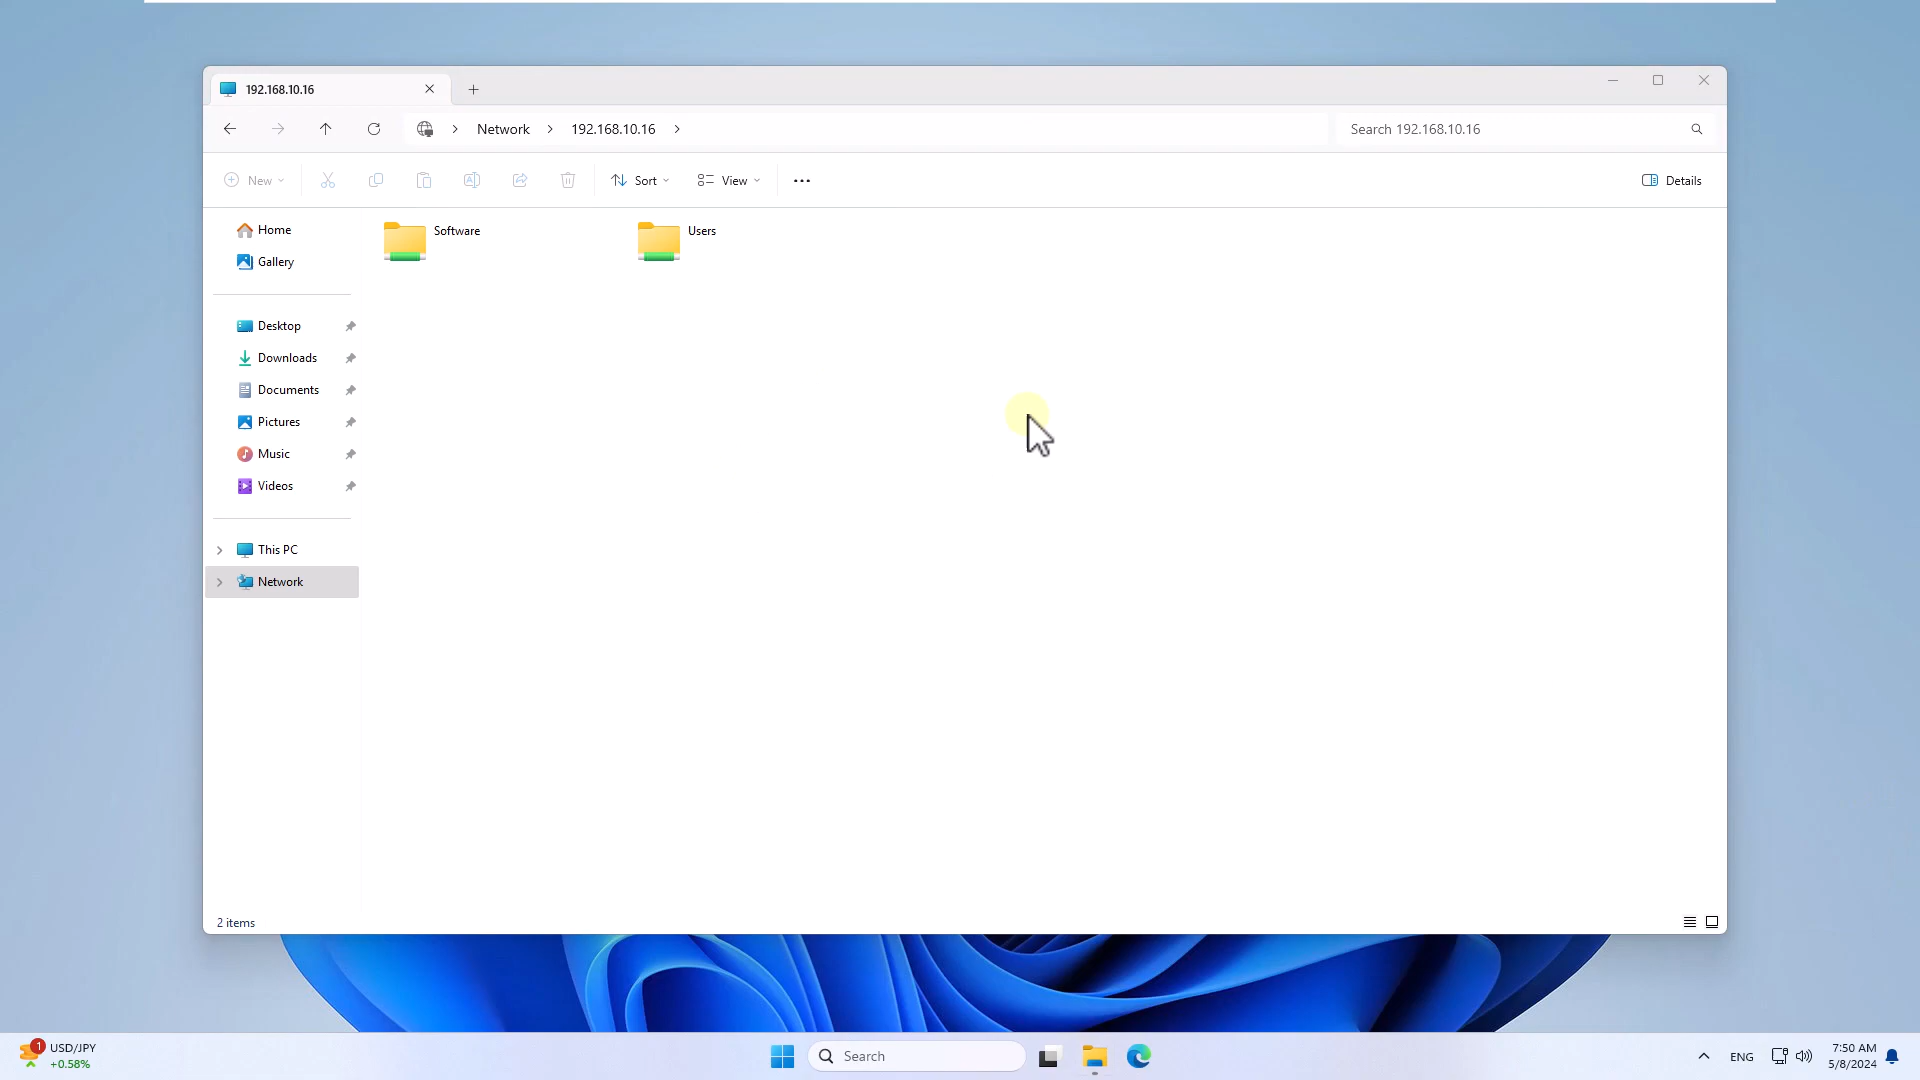 192.168.10.16
Network
192.168.10.16
Search 192.168.10.16
New
Sort
View
Details
Home
Gallery
Desktop
Downloads
Documents
Pictures
Music
Videos
This PC
Network
Software
Users
2 items
1
USD/JPY
+0.58%
Search
ENG
7:50 AM
5/8/2024